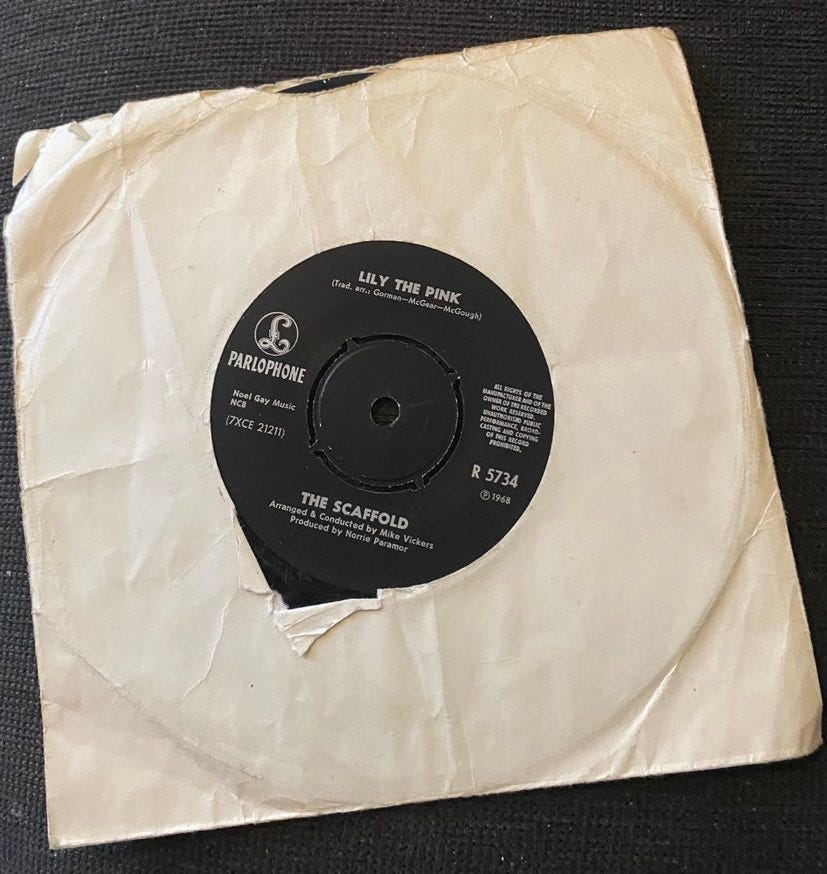 LILY THE PINK
(Trad. arr.: Gorman—McGear—McGough)
£
PARLOPHONE
Noel Gay Music
NCB
(7XCE 21211)
ALL RIGHTS OF THE
MANUFACTURER AND OF THE
OWNER OF THE RECORDED
WORK RESERVED.
UNAUTHORISED PUBLIC
PERFORMANCE, BROAD-
CASTING AND COPYING
OF THIS RECORD
PROHIBITED.
R 5734
℗ 1968
THE SCAFFOLD
Arranged & Conducted by Mike Vickers
Produced by Norrie Paramor